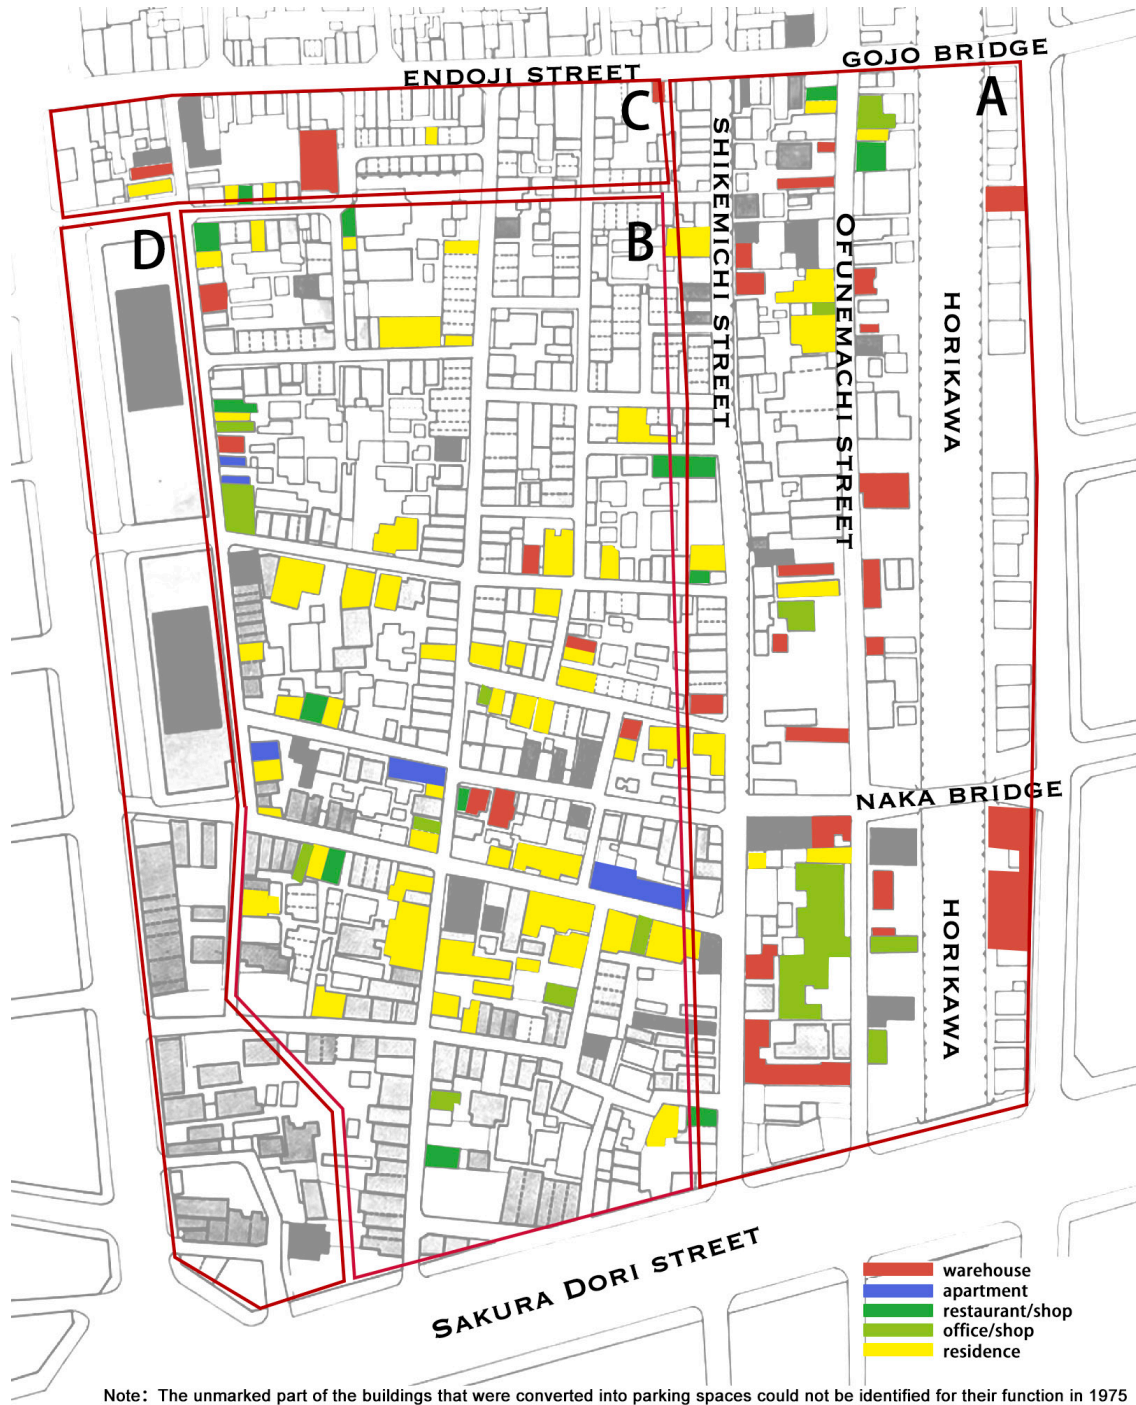 ENDOJI STREET
GOJO BRIDGE
C
A
SHIKEMICHI STREET
OFUNEMACHI STREET
D
B
HORIKAWA
NAKA BRIDGE
HORIKAWA
SAKURA DORI STREET
warehouse
apartment
restaurant/shop
office/shop
residence
Note: The unmarked part of the buildings that were converted into parking spaces could not be identified for their function in 1975